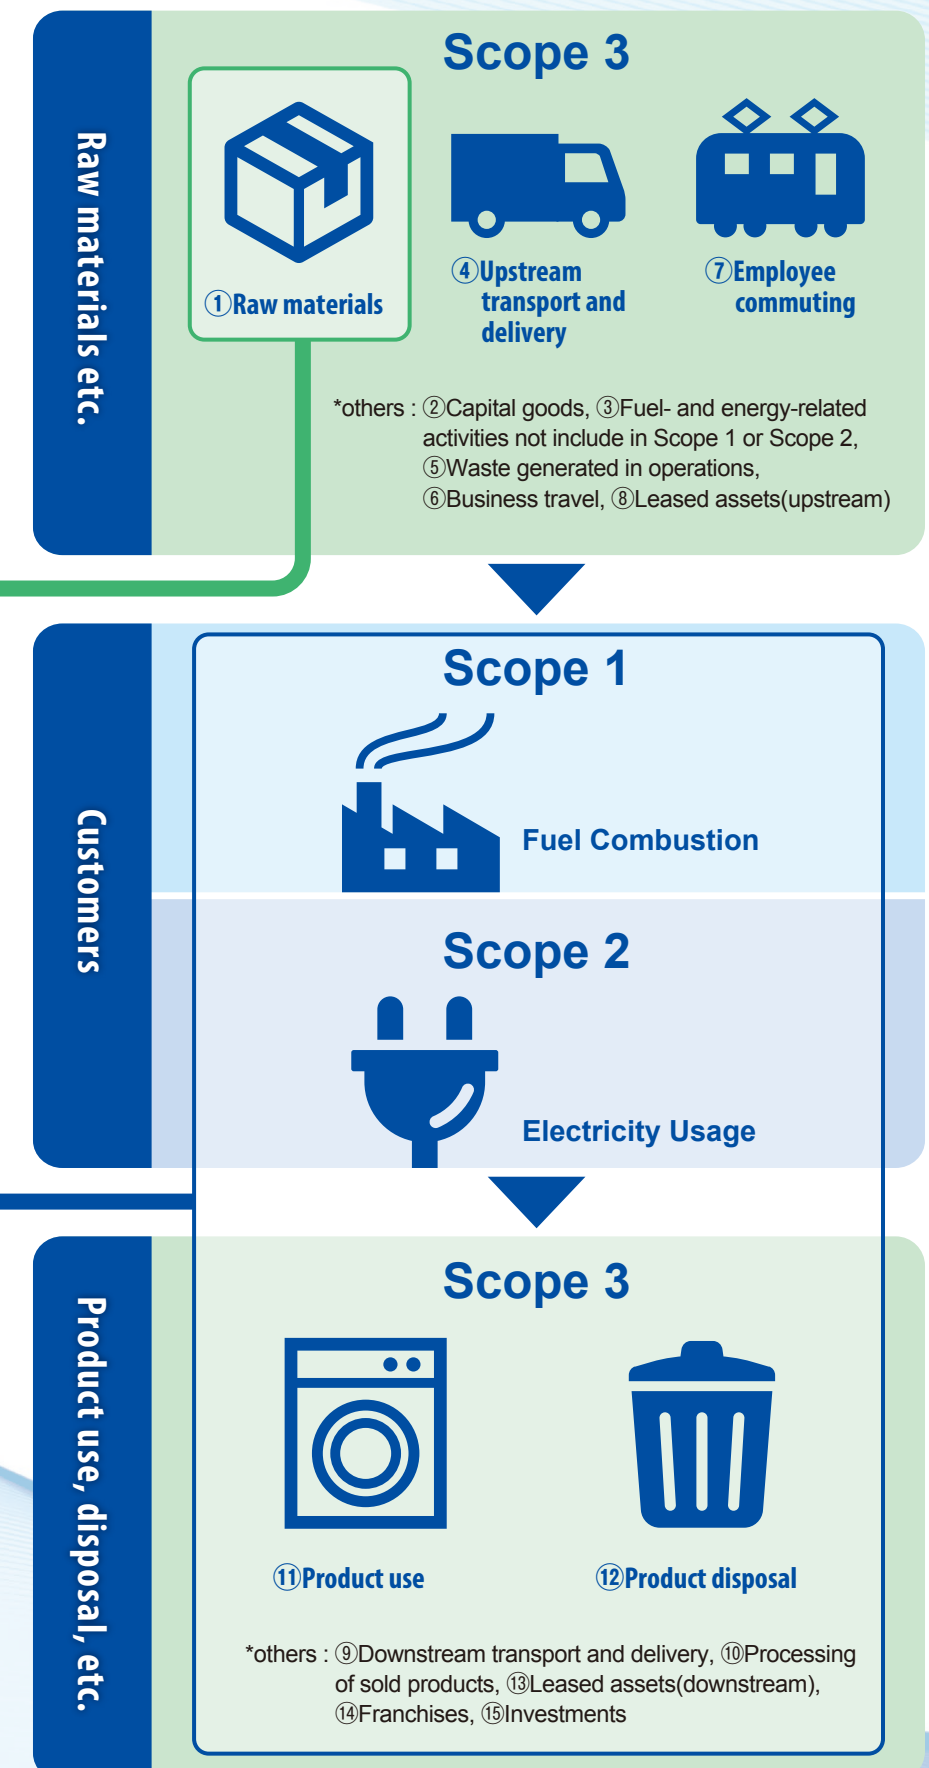 Raw materials etc.
Scope 3
①Raw materials
④Upstream
transport and
delivery
⑦Employee
commuting
*others : ②Capital goods, ③Fuel- and energy-related
activities not include in Scope 1 or Scope 2,
⑤Waste generated in operations,
⑥Business travel, ⑧Leased assets(upstream)
Customers
Scope 1
Fuel Combustion
Scope 2
Electricity Usage
Product use, disposal, etc.
Scope 3
⑪Product use
⑫Product disposal
*others : ⑨Downstream transport and delivery, ⑩Processing
of sold products, ⑬Leased assets(downstream),
⑭Franchises, ⑮Investments